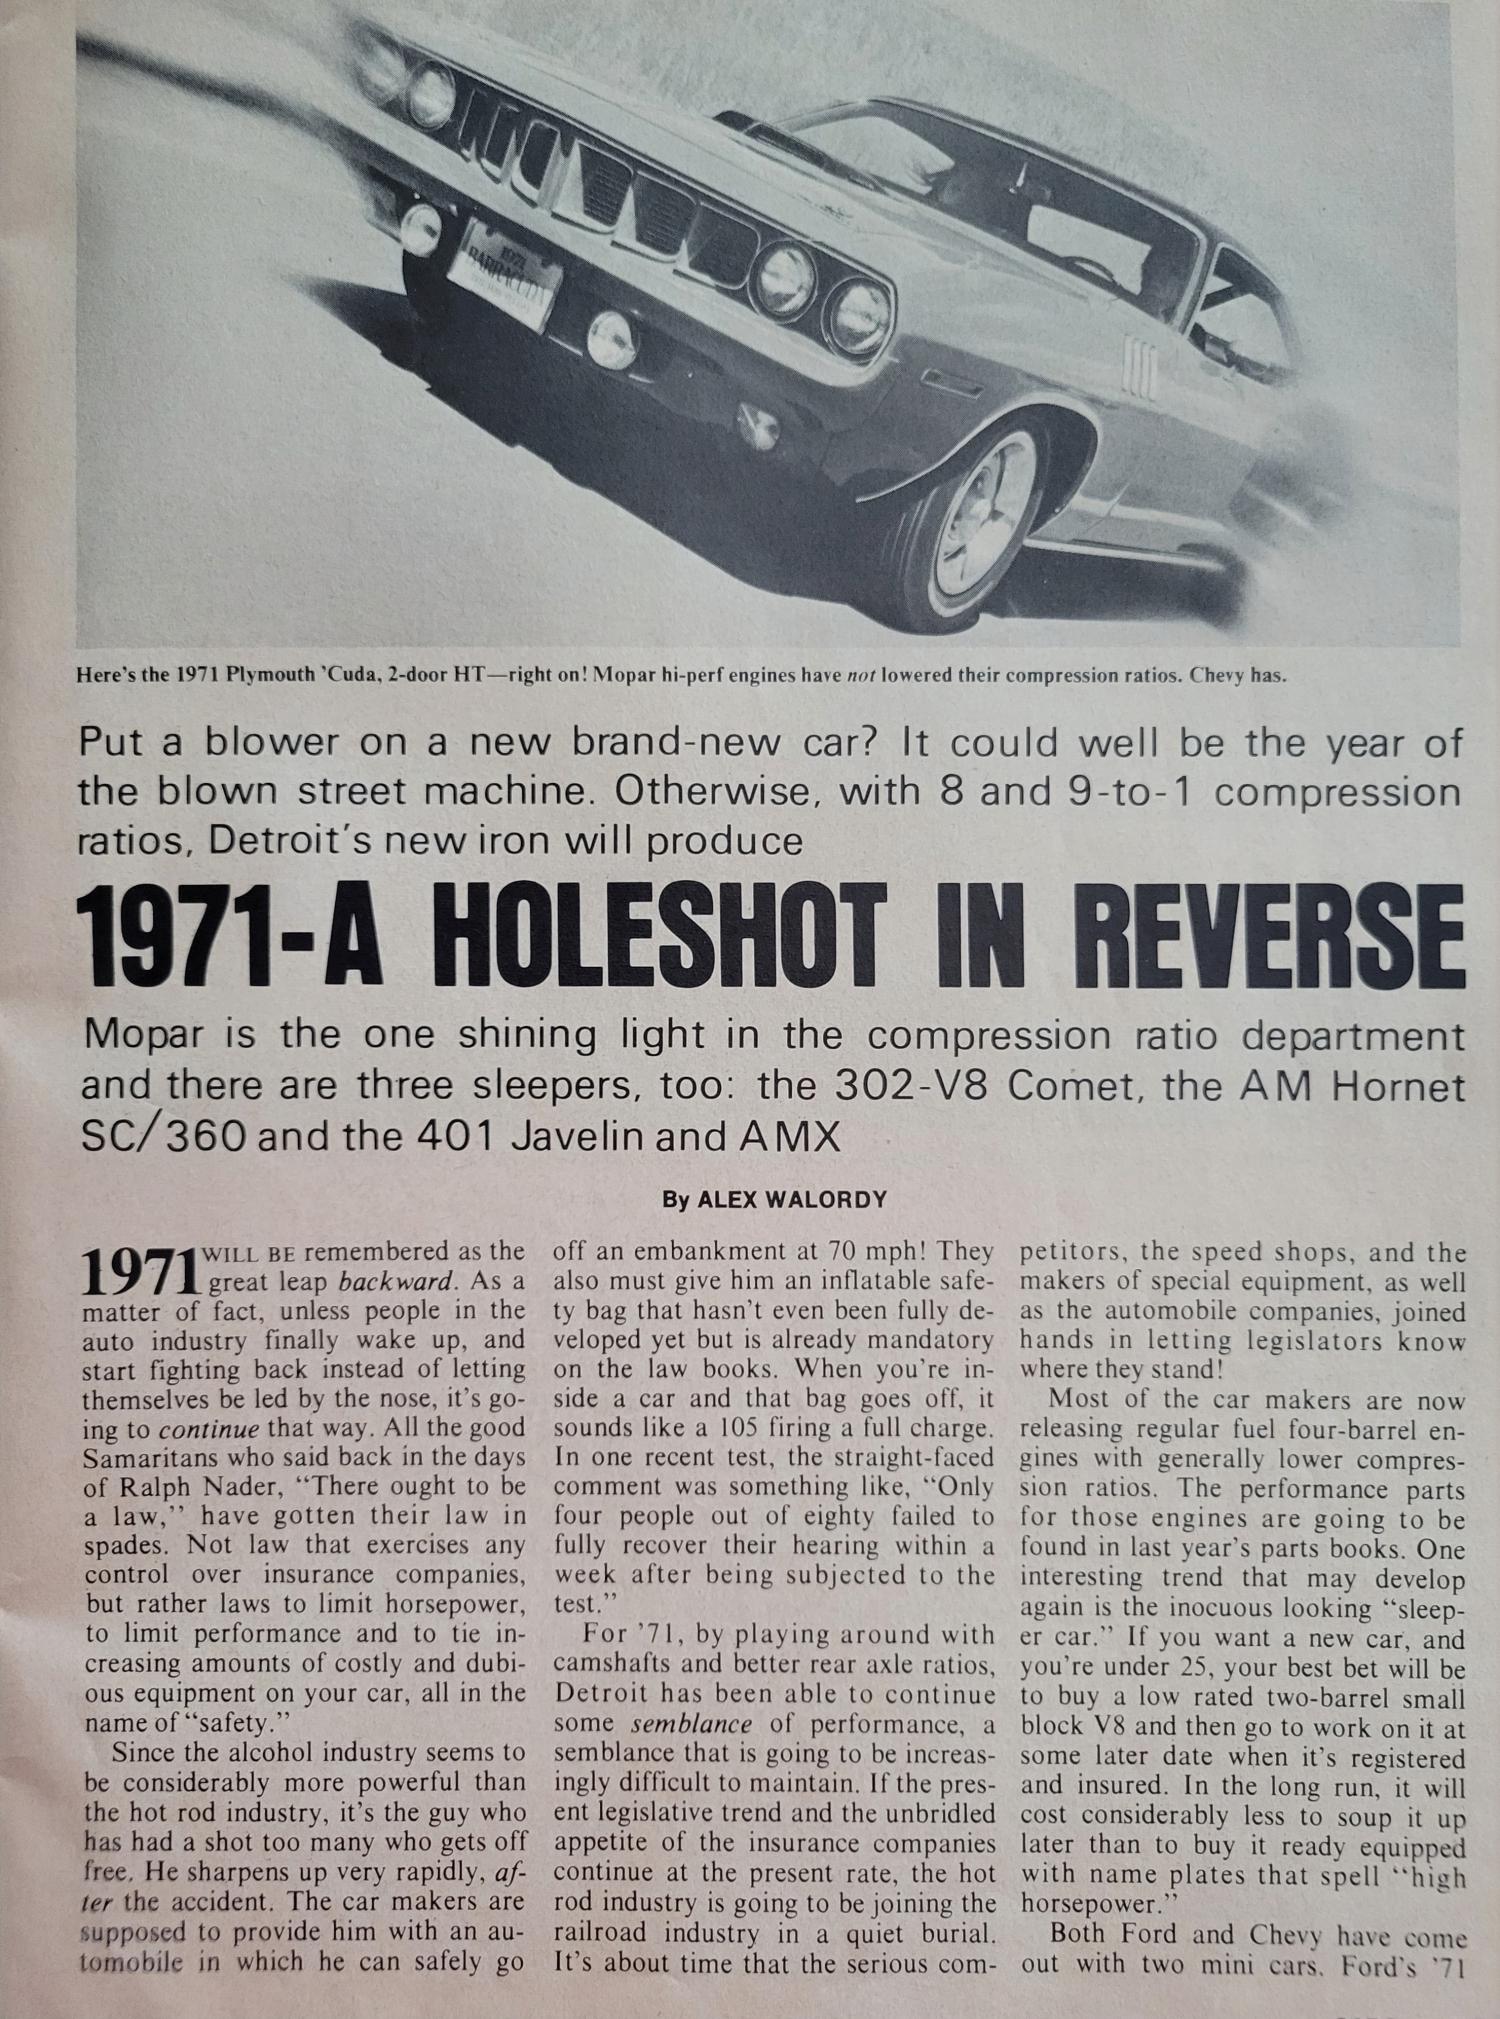 1971
BARRACUDA
Here's the 1971 Plymouth 'Cuda, 2-door HT—right on! Mopar hi-perf engines have not lowered their compression ratios. Chevy has.
Put a blower on a new brand-new car? It could well be the year of
the blown street machine. Otherwise, with 8 and 9-to-1 compression
ratios, Detroit's new iron will produce
1971-A HOLESHOT IN REVERSE
Mopar is the one shining light in the compression ratio department
and there are three sleepers, too: the 302-V8 Comet, the AM Hornet
SC/360 and the 401 Javelin and AMX
By ALEX WALORDY
1971 WILL BE remembered as the
great leap backward. As a
matter of fact, unless people in the
auto industry finally wake up, and
start fighting back instead of letting
themselves be led by the nose, it's go-
ing to continue that way. All the good
Samaritans who said back in the days
of Ralph Nader, "There ought to be
a law," have gotten their law in
spades. Not law that exercises any
control over insurance companies,
but rather laws to limit horsepower,
to limit performance and to tie in-
creasing amounts of costly and dubi-
ous equipment on your car, all in the
name of "safety."
Since the alcohol industry seems to
be considerably more powerful than
the hot rod industry, it's the guy who
has had a shot too many who gets off
free. He sharpens up very rapidly, af-
ter the accident. The car makers are
supposed to provide him with an au-
tomobile in which he can safely go
off an embankment at 70 mph! They
also must give him an inflatable safe-
ty bag that hasn't even been fully de-
veloped yet but is already mandatory
on the law books. When you're in-
side a car and that bag goes off, it
sounds like a 105 firing a full charge.
In one recent test, the straight-faced
comment was something like, "Only
four people out of eighty failed to
fully recover their hearing within a
week after being subjected to the
test."
For '71, by playing around with
camshafts and better rear axle ratios,
Detroit has been able to continue
some semblance of performance, a
semblance that is going to be increas-
ingly difficult to maintain. If the pres-
ent legislative trend and the unbridled
appetite of the insurance companies
continue at the present rate, the hot
rod industry is going to be joining the
railroad industry in a quiet burial.
It's about time that the serious com-
petitors, the speed shops, and the
makers of special equipment, as well
as the automobile companies, joined
hands in letting legislators know
where they stand!
Most of the car makers are now
releasing regular fuel four-barrel en-
gines with generally lower compres-
sion ratios. The performance parts
for those engines are going to be
found in last year's parts books. One
interesting trend that may develop
again is the inocuous looking "sleep-
er car." If you want a new car, and
you're under 25, your best bet will be
to buy a low rated two-barrel small
block V8 and then go to work on it at
some later date when it's registered
and insured. In the long run, it will
cost considerably less to soup it up
later than to buy it ready equipped
with name plates that spell "high
horsepower."
Both Ford and Chevy have come
out with two mini cars. Ford's '71